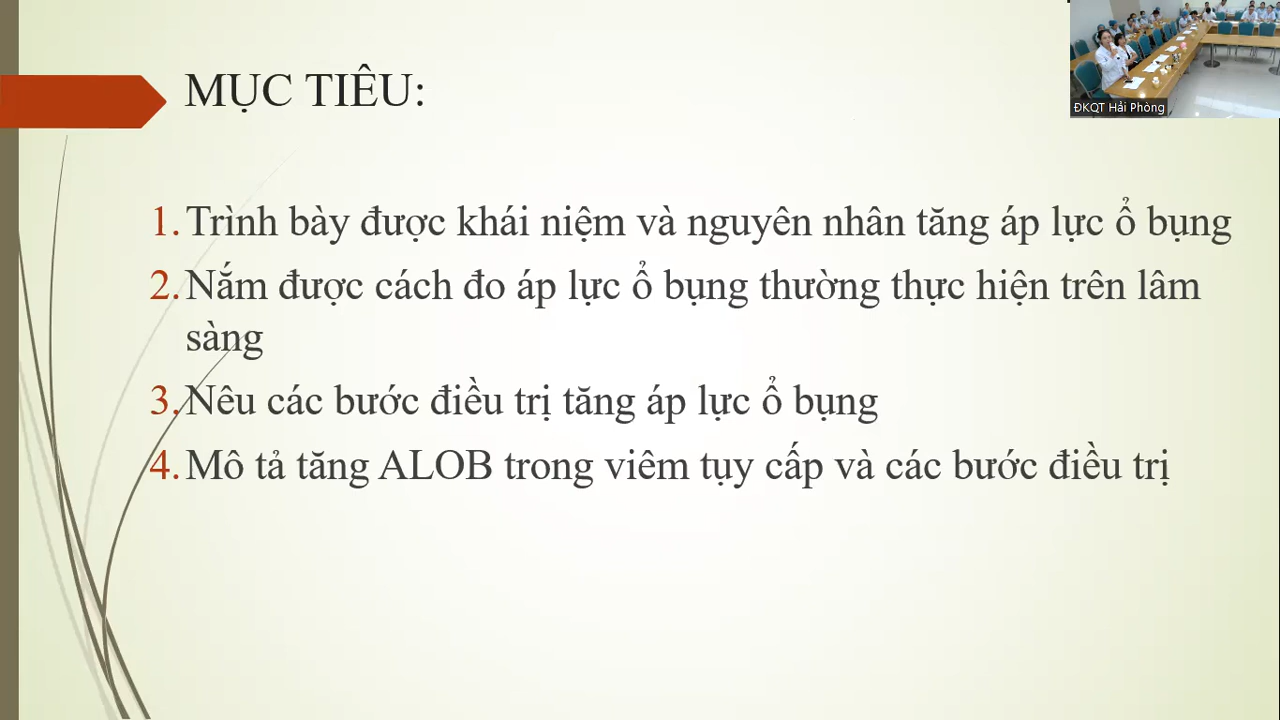 MỤC TIÊU:
ĐKQT Hải Phòng
1. Trình bày được khái niệm và nguyên nhân tăng áp lực ổ bụng
2. Nắm được cách đo áp lực ổ bụng thường thực hiện trên lâm
sàng
3. Nêu các bước điều trị tăng áp lực ổ bụng
4. Mô tả tăng ALOB trong viêm tụy cấp và các bước điều trị